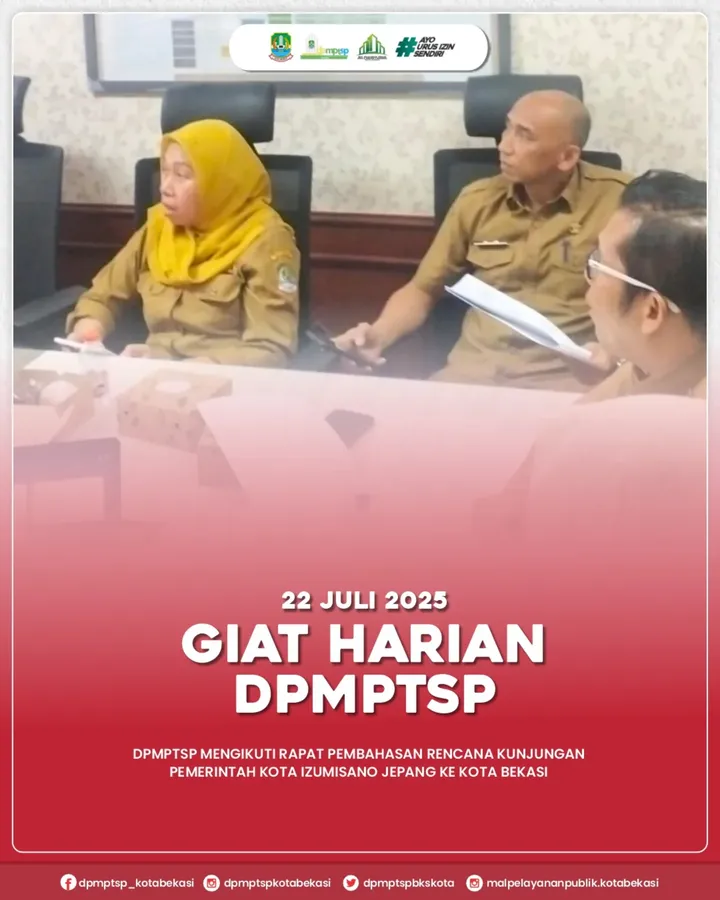 dpmptsp
#AYO
URUS IZIN
SENDIRI
22 JULI 2025
GIAT HARIAN
DPMPTSP
DPMPTSP MENGIKUTI RAPAT PEMBAHASAN RENCANA KUNJUNGAN
PEMERINTAH KOTA IZUMISANO JEPANG KE KOTA BEKASI
dpmptsp_kotabekasi dpmptspkotabekasi dpmptspbkskota malpelayananpublik.kotabekasi